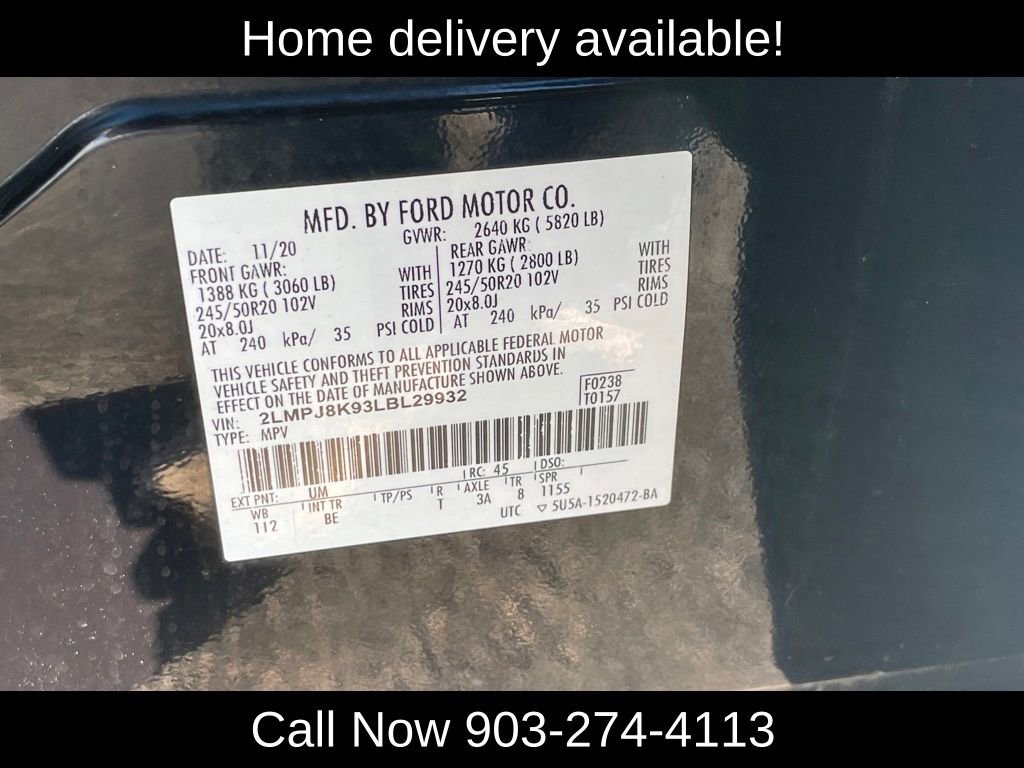 Home delivery available!
MFD. BY FORD MOTOR CO.
DATE: 11/20 GVWR: 2640 KG ( 5820 LB)
FRONT GAWR: WITH REAR GAWR: WITH
1388 KG ( 3060 LB) TIRES 1270 KG ( 2800 LB) TIRES
245/50R20 102V RIMS 245/50R20 102V RIMS
20x8.0J PSI COLD 20x8.0J PSI COLD
AT 240 kPa/ 35 AT 240 kPa/ 35
THIS VEHICLE CONFORMS TO ALL APPLICABLE FEDERAL MOTOR
VEHICLE SAFETY AND THEFT PREVENTION STANDARDS IN
EFFECT ON THE DATE OF MANUFACTURE SHOWN ABOVE.
F0238
VIN: 2LMPJ8K93LBL29932 T0157
TYPE: MPV
EXT PNT: UM RC: 45 DSO:
WB INT TR TP/PS R AXLE TR SPR
112 BE T 3A 8 1155
UTC ▽ 5U5A-1520472-BA
Call Now 903-274-4113